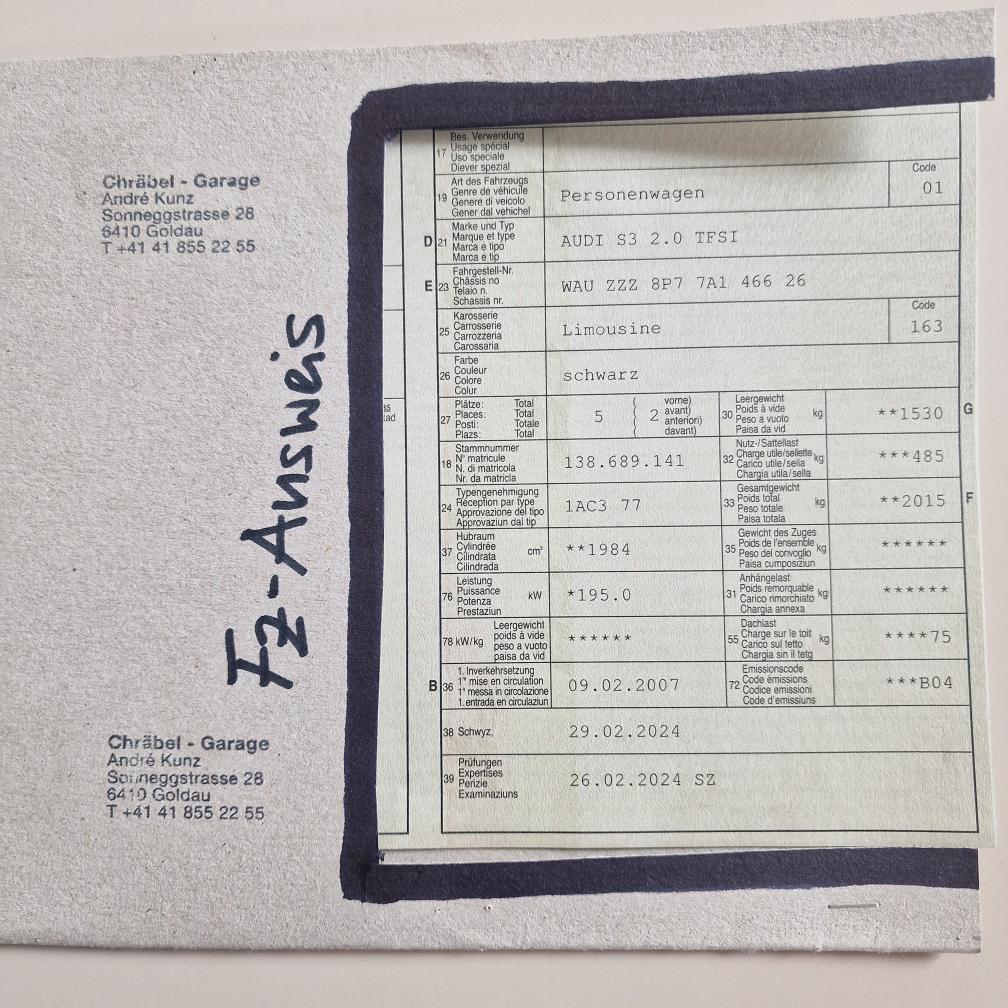 Chräbel - Garage
André Kunz
Sonneggstrasse 28
6410 Goldau
T +41 41 855 22 55
Fz-Ausweis
Chräbel - Garage
André Kunz
Sonneggstrasse 28
6410 Goldau
T +41 41 855 22 55
17 Bes. Verwendung
Usage spécial
Uso speciale
Diever spezial
19 Art des Fahrzeugs
Genre de véhicule
Genere di veicolo
Gener dal vehichel
Personenwagen
Code
01
D 21 Marke und Typ
Marque et type
Marca e tipo
Marca e tip
AUDI S3 2.0 TFSI
E 23 Fahrgestell-Nr.
Châssis no
Telaio n.
Schassis nr.
WAU ZZZ 8P7 7A1 466 26
25 Karosserie
Carrosserie
Carrozzeria
Carossaria
Limousine
Code
163
26 Farbe
Couleur
Colore
Colur
schwarz
27 Plätze: Total
Places: Total
Posti: Totale
Plazs: Total
5 ( 2 vorne)
( avant)
( anteriori)
( davant)
30 Leergewicht
Poids à vide
Peso a vuoto
Paisa da vid
kg **1530 G
18 Stammnummer
N° matricule
N. di matricola
Nr. da matricla
138.689.141
32 Nutz-/Sattellast
Charge utile/sellette
Carico utile/sella
Chargia utila/sella
kg ***485
24 Typengenehmigung
Réception par type
Approvazione del tipo
Approvaziun dal tip
1AC3 77
33 Gesamtgewicht
Poids total
Peso totale
Paisa totala
kg **2015 F
37 Hubraum
Cylindrée
Cilindrata
Cilindrada
cm³ **1984
35 Gewicht des Zuges
Poids de l'ensemble
Peso del convoglio
Paisa cumposiziun
kg ******
76 Leistung
Puissance
Potenza
Prestaziun
kW *195.0
31 Anhängelast
Poids remorquable
Carico rimorchiato
Chargia annexa
kg ******
78 kW/kg Leergewicht
poids à vide
peso a vuoto
paisa da vid
******
55 Dachlast
Charge sur le toit
Carico sul tetto
Chargia sin il tetg
kg ****75
B 36 1. Inverkehrsetzung
1re mise en circulation
1a messa in circolazione
1. entrada en circulaziun
09.02.2007
72 Emissionscode
Code émissions
Codice emissioni
Code d'emissiuns
***B04
38 Schwyz,
29.02.2024
39 Prüfungen
Expertises
Perizie
Examinaziuns
26.02.2024 SZ